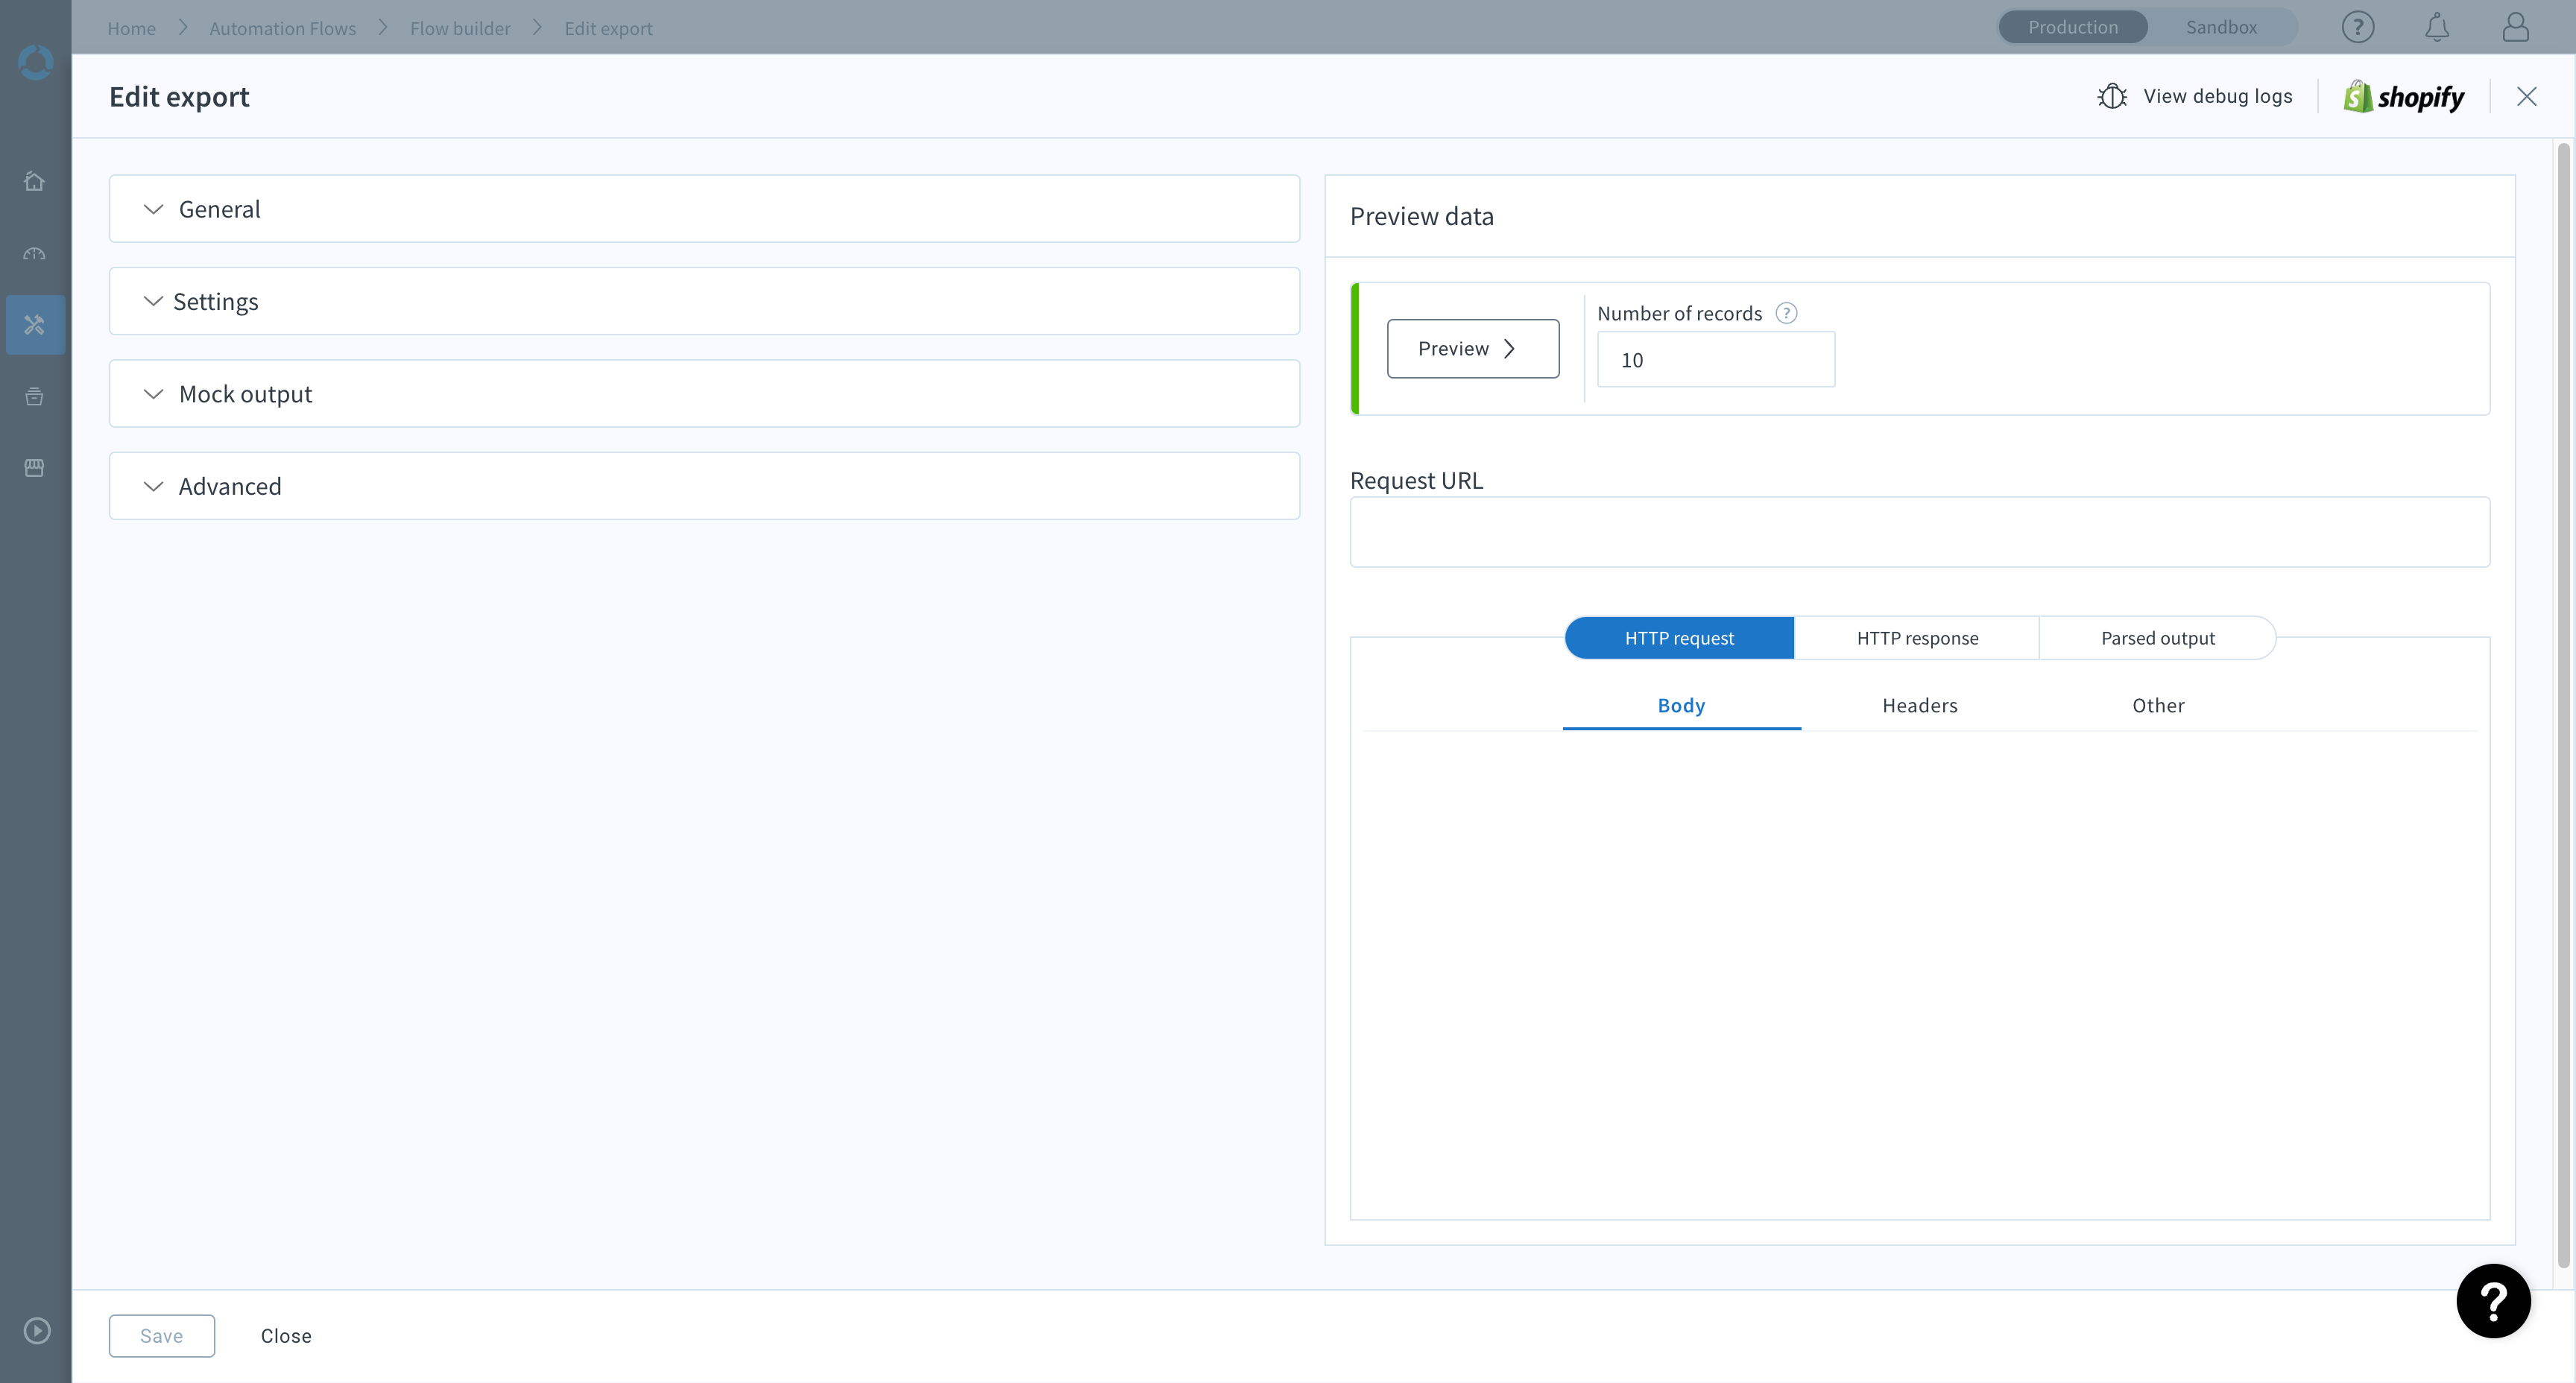 Home Automation Flows Flow builder Edit export
Production Sandbox
Edit export
View debug logs
shopify
General
Settings
Mock output
Advanced
Preview data
Preview
Number of records ?
10
Request URL
HTTP request HTTP response Parsed output
Body Headers Other
Save Close
?